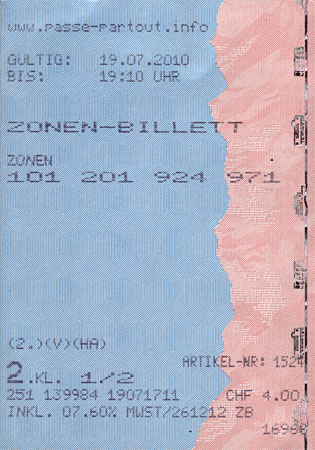 www.passe-partout.info
GÜLTIG: 19.07.2010
BIS: 19:10 UHR
ZONEN-BILLETT
ZONEN
101 201 924 971
(2.)(V)(HA)
ARTIKEL-NR: 1524
2.KL. 1/2
251 139984 19071711 CHF 4.00
INKL. 07.60% MWST/261212 ZB